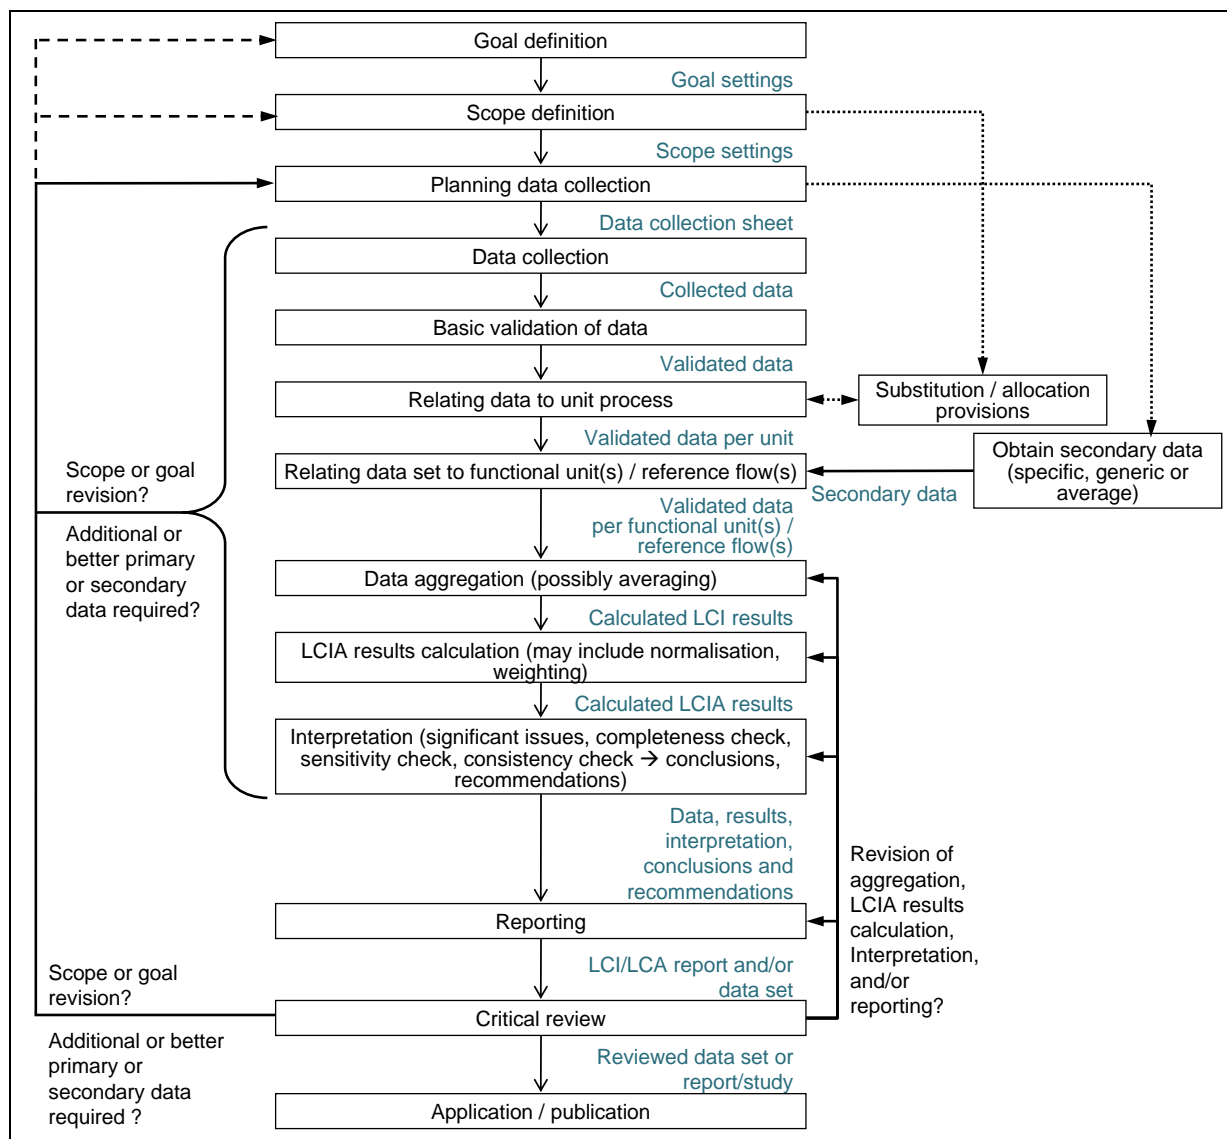 Goal definition
Goal settings
Scope definition
Scope settings
Planning data collection
Data collection sheet
Data collection
Collected data
Basic validation of data
Validated data
Relating data to unit process
Substitution / allocation
provisions
Validated data per unit
Relating data set to functional unit(s) / reference flow(s)
Obtain secondary data
(specific, generic or
average)
Secondary data
Scope or goal
revision?
Additional or
better primary
or secondary
data required?
Validated data
per functional unit(s) /
reference flow(s)
Data aggregation (possibly averaging)
Calculated LCI results
LCIA results calculation (may include normalisation,
weighting)
Calculated LCIA results
Interpretation (significant issues, completeness check,
sensitivity check, consistency check → conclusions,
recommendations)
Data, results,
interpretation,
conclusions and
recommendations
Revision of
aggregation,
LCIA results
calculation,
Interpretation,
and/or
reporting?
Reporting
LCI/LCA report and/or
data set
Scope or goal
revision?
Critical review
Additional or better
primary or
secondary data
required ?
Reviewed data set or
report/study
Application / publication